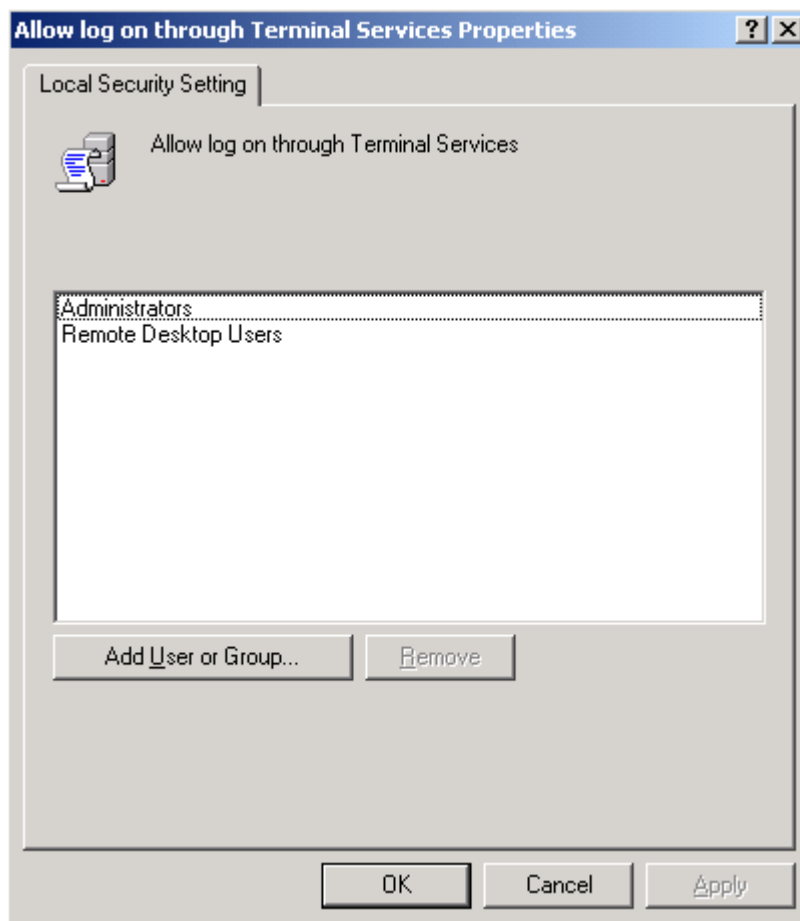 Allow log on through Terminal Services Properties
Local Security Setting
Allow log on through Terminal Services
Administrators
Remote Desktop Users
Add User or Group...
Remove
OK
Cancel
Apply